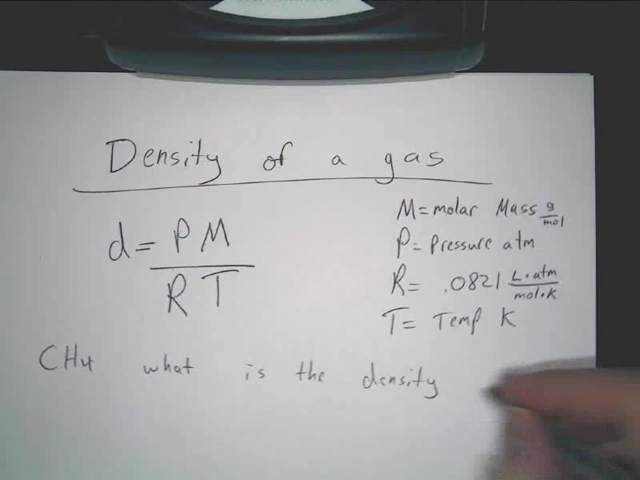 Density of a gas
d = PM / RT
M = molar Mass g/mol
P = Pressure atm
R = .0821 L·atm/mol·K
T = Temp K
CH4 what is the density